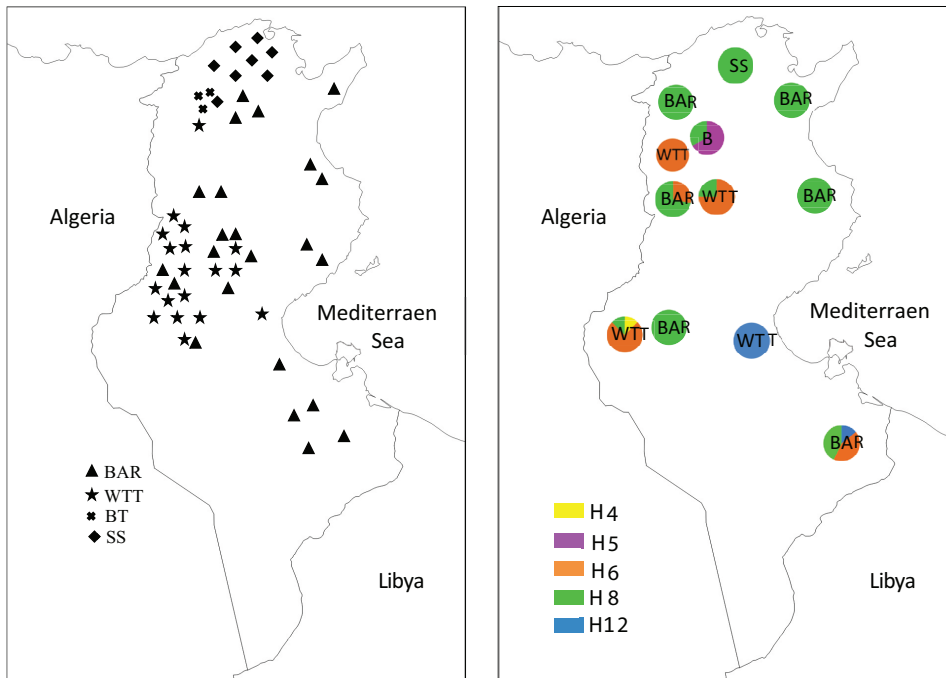 Algeria
Mediterraen
Sea
BAR
WTT
BT
SS
Libya
SS
BAR
BAR
B
WTT
BAR
WTT
BAR
Algeria
Mediterraen
Sea
WTT
BAR
WTT
BAR
H4
H5
H6
H8
H12
Libya